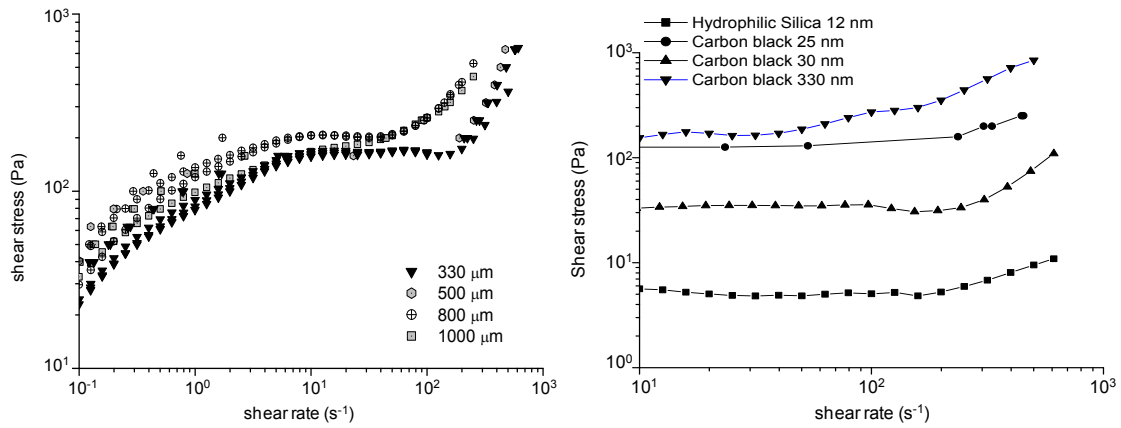 10³
10²
10¹
shear stress (Pa)
330 μm
500 μm
800 μm
1000 μm
10⁻¹ 10⁰ 10¹ 10² 10³
shear rate (s⁻¹)
Hydrophilic Silica 12 nm
Carbon black 25 nm
Carbon black 30 nm
Carbon black 330 nm
10³
10²
10¹
10⁰
Shear stress (Pa)
10¹ 10² 10³
shear rate (s⁻¹)